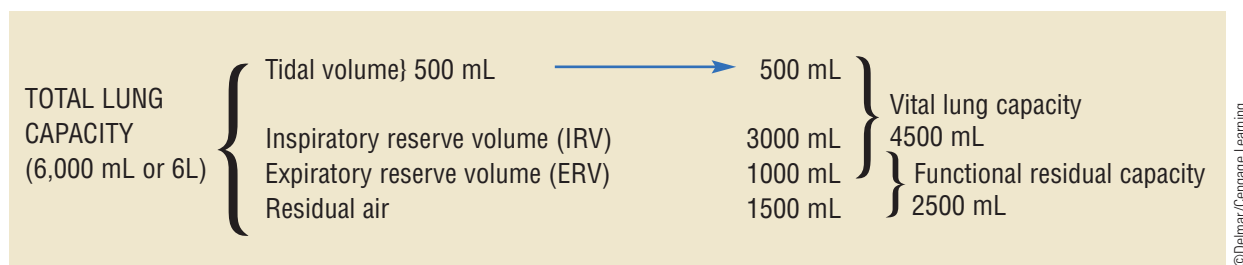 TOTAL LUNG
CAPACITY
(6,000 mL or 6L)
Tidal volume} 500 mL
Inspiratory reserve volume (IRV)
Expiratory reserve volume (ERV)
Residual air
500 mL
3000 mL
1000 mL
1500 mL
Vital lung capacity
4500 mL
Functional residual capacity
2500 mL
©Delmar/Cengage Learning